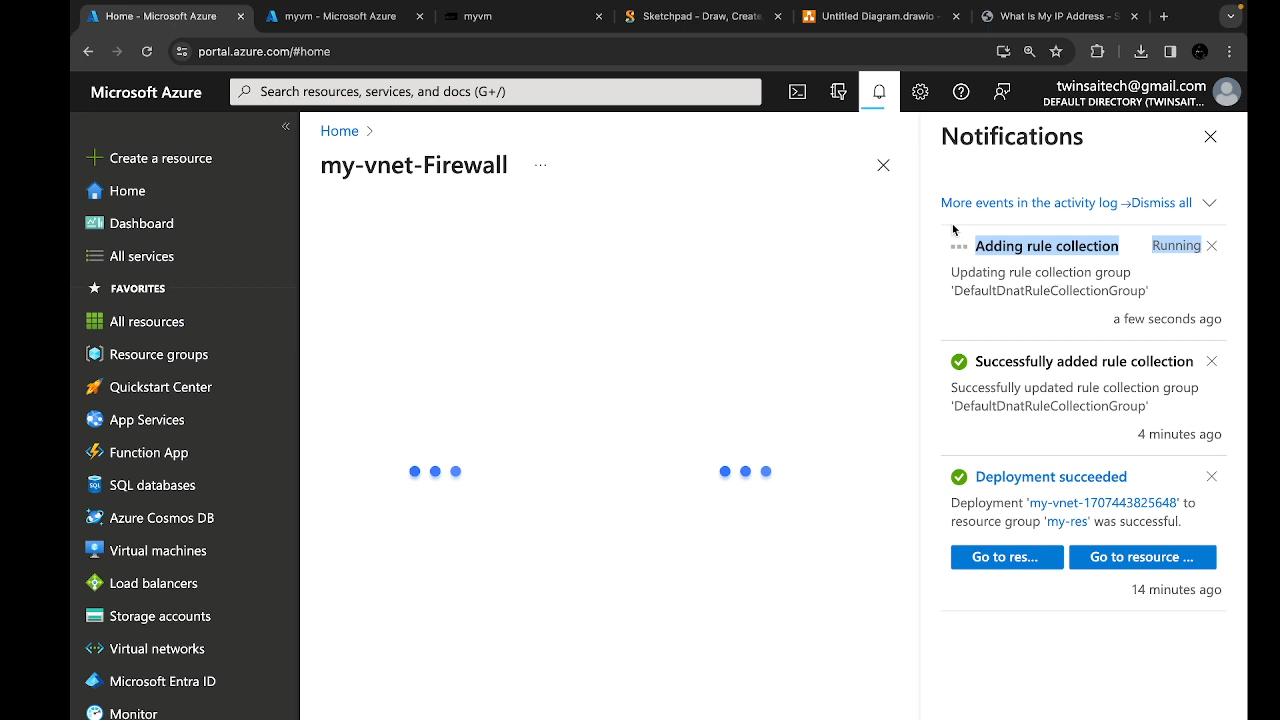 Home - Microsoft Azure
myvm - Microsoft Azure
myvm
Sketchpad - Draw, Create
Untitled Diagram.drawio -
What Is My IP Address - S
portal.azure.com/#home
Microsoft Azure
Search resources, services, and docs (G+/)
twinsaitech@gmail.com
DEFAULT DIRECTORY (TWINSAIT...
Create a resource
Home
Dashboard
All services
FAVORITES
All resources
Resource groups
Quickstart Center
App Services
Function App
SQL databases
Azure Cosmos DB
Virtual machines
Load balancers
Storage accounts
Virtual networks
Microsoft Entra ID
Monitor
Home >
my-vnet-Firewall ...
Notifications
More events in the activity log → Dismiss all
Adding rule collection Running
Updating rule collection group
'DefaultDnatRuleCollectionGroup'
a few seconds ago
Successfully added rule collection
Successfully updated rule collection group
'DefaultDnatRuleCollectionGroup'
4 minutes ago
Deployment succeeded
Deployment 'my-vnet-1707443825648' to
resource group 'my-res' was successful.
Go to res...
Go to resource ...
14 minutes ago